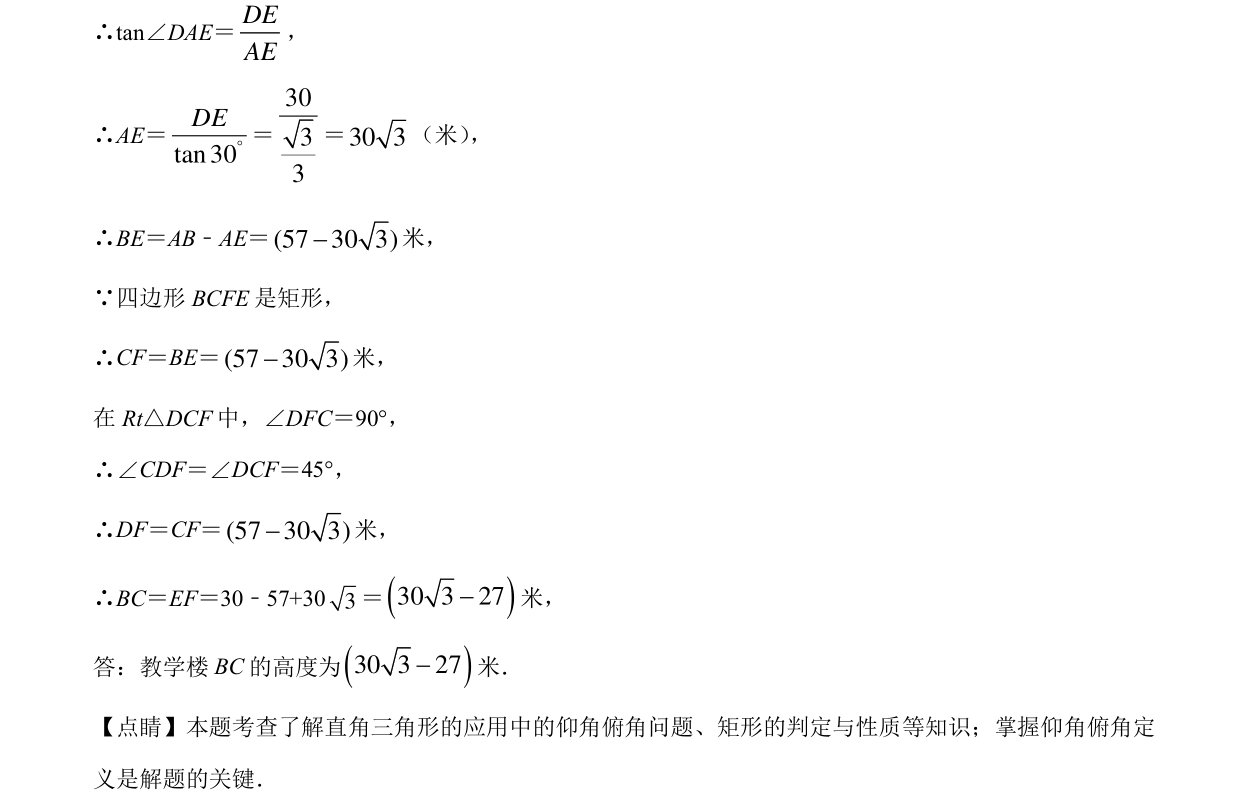 ∴tan∠DAE＝DE/AE，
∴AE＝DE/tan30°＝30/(√3/3)＝30√3（米），
∴BE＝AB﹣AE＝(57－30√3)米，
∵四边形 BCFE 是矩形，
∴CF＝BE＝(57－30√3)米，
在 Rt△DCF 中，∠DFC＝90°，
∴∠CDF＝∠DCF＝45°，
∴DF＝CF＝(57－30√3)米，
∴BC＝EF＝30﹣57+30√3＝(30√3－27)米，
答：教学楼 BC 的高度为(30√3－27)米．
【点睛】本题考查了解直角三角形的应用中的仰角俯角问题、矩形的判定与性质等知识；掌握仰角俯角定
义是解题的关键．